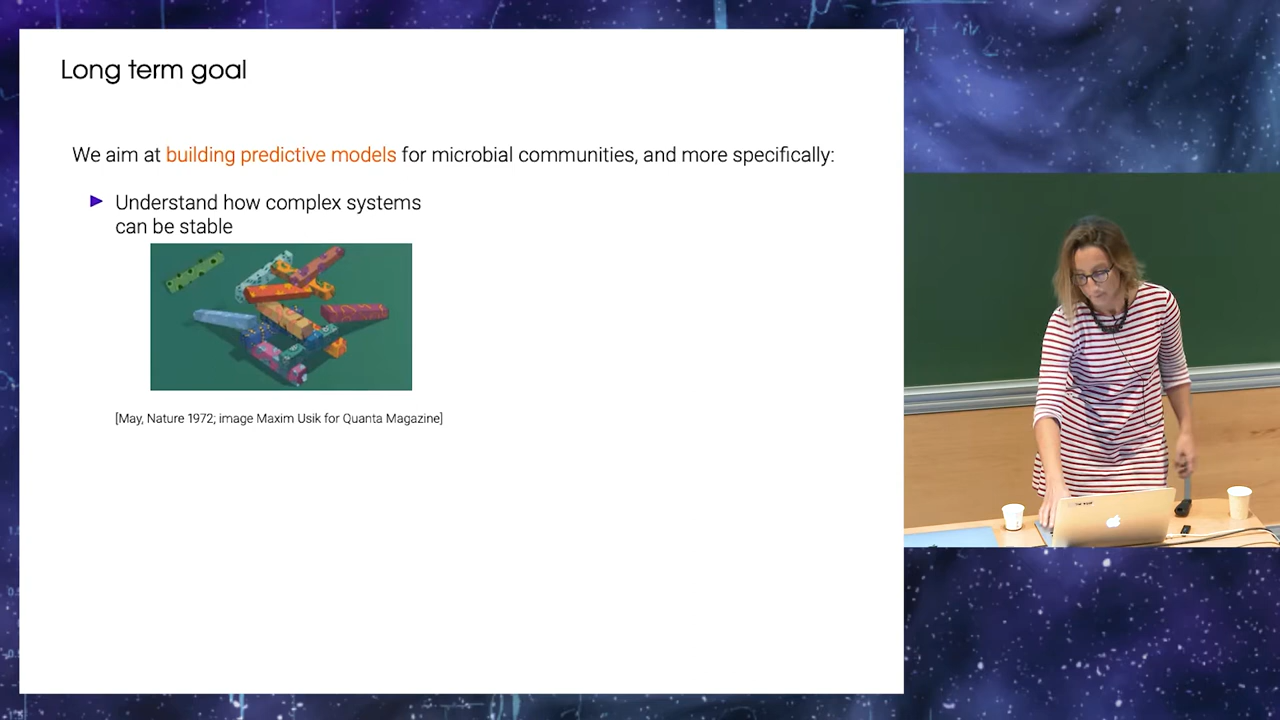 Long term goal
We aim at building predictive models for microbial communities, and more specifically:
Understand how complex systems
can be stable
[May, Nature 1972; image Maxim Usik for Quanta Magazine]